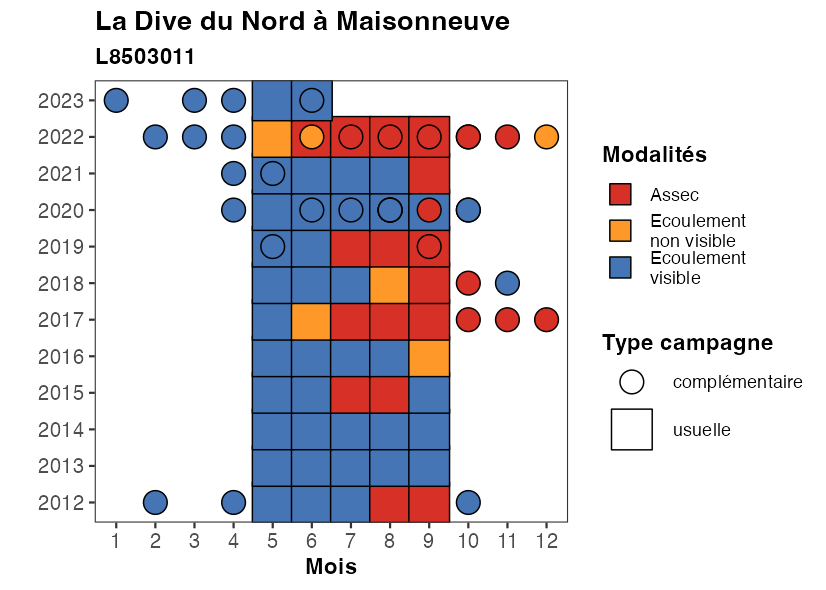 La Dive du Nord à Maisonneuve
L8503011
2023
2022
2021
2020
2019
2018
2017
2016
2015
2014
2013
2012
1 2 3 4 5 6 7 8 9 10 11 12
Mois
Modalités
Assec
Ecoulement
non visible
Ecoulement
visible
Type campagne
complémentaire
usuelle